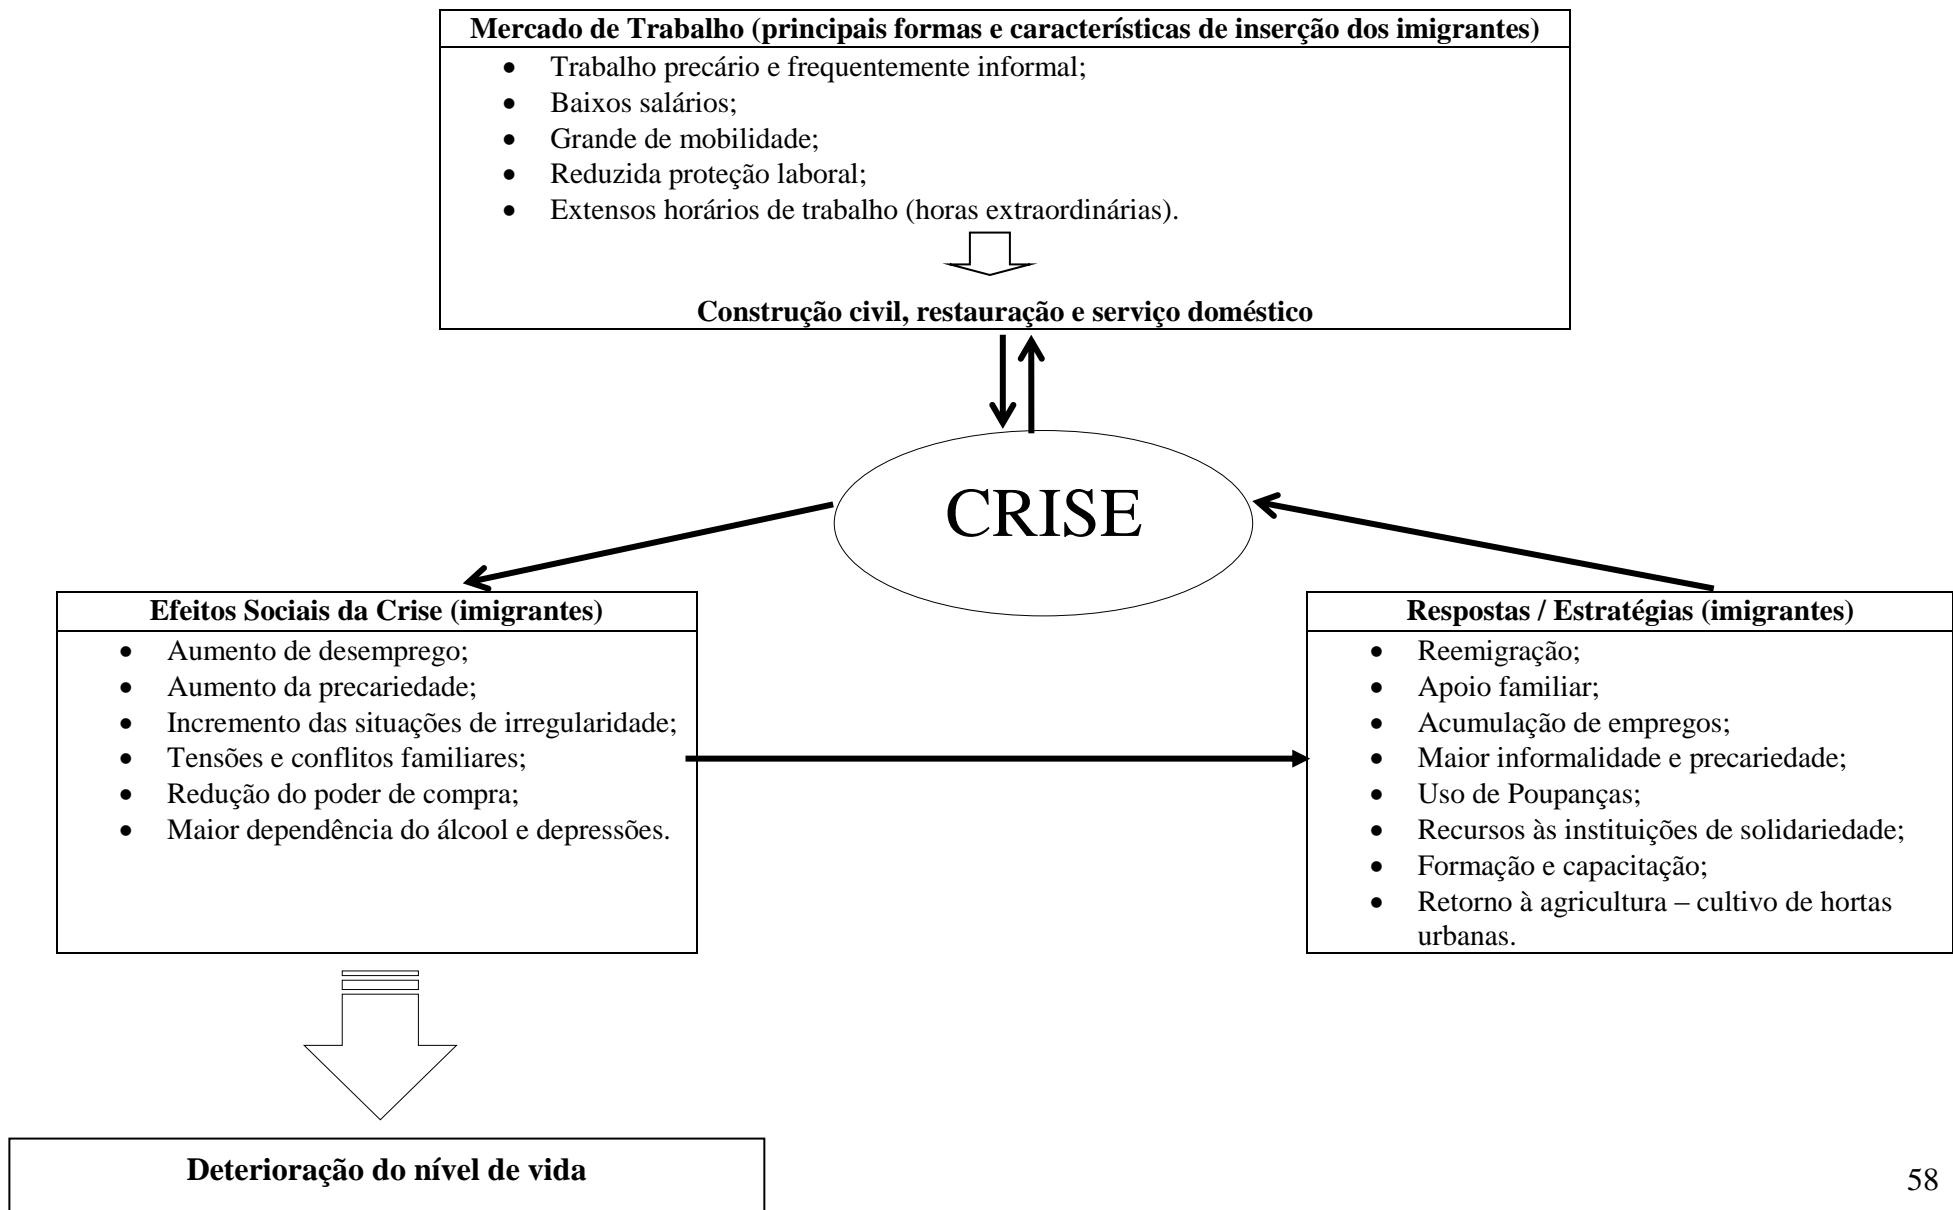 Mercado de Trabalho (principais formas e características de inserção dos imigrantes)
• Trabalho precário e frequentemente informal;
• Baixos salários;
• Grande de mobilidade;
• Reduzida proteção laboral;
• Extensos horários de trabalho (horas extraordinárias).
Construção civil, restauração e serviço doméstico
CRISE
Efeitos Sociais da Crise (imigrantes)
• Aumento de desemprego;
• Aumento da precariedade;
• Incremento das situações de irregularidade;
• Tensões e conflitos familiares;
• Redução do poder de compra;
• Maior dependência do álcool e depressões.
Respostas / Estratégias (imigrantes)
• Reemigração;
• Apoio familiar;
• Acumulação de empregos;
• Maior informalidade e precariedade;
• Uso de Poupanças;
• Recursos às instituições de solidariedade;
• Formação e capacitação;
• Retorno à agricultura – cultivo de hortas
urbanas.
Deterioração do nível de vida
58